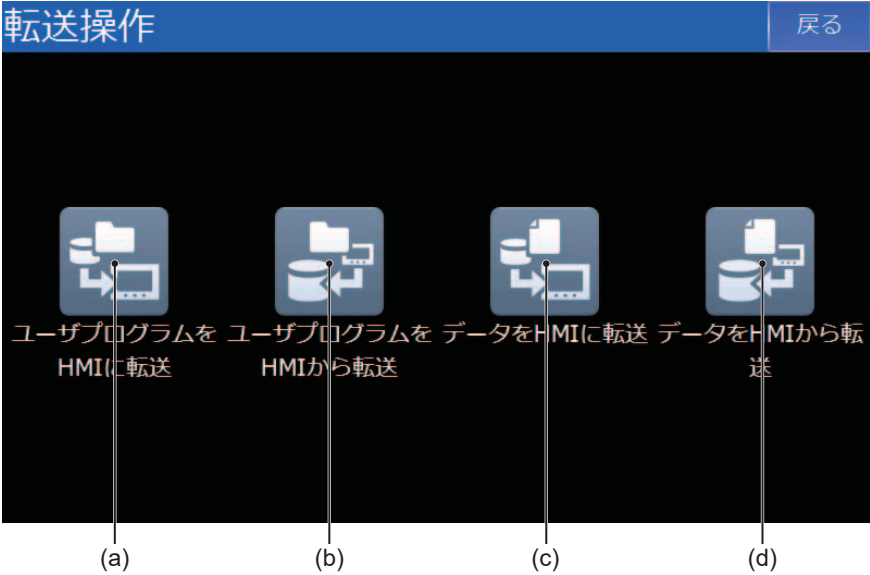 転送操作
戻る
ユーザプログラムを
HMIに転送
ユーザプログラムを
HMIから転送
データをHMIに転送
データをHMIから転
送
(a)
(b)
(c)
(d)